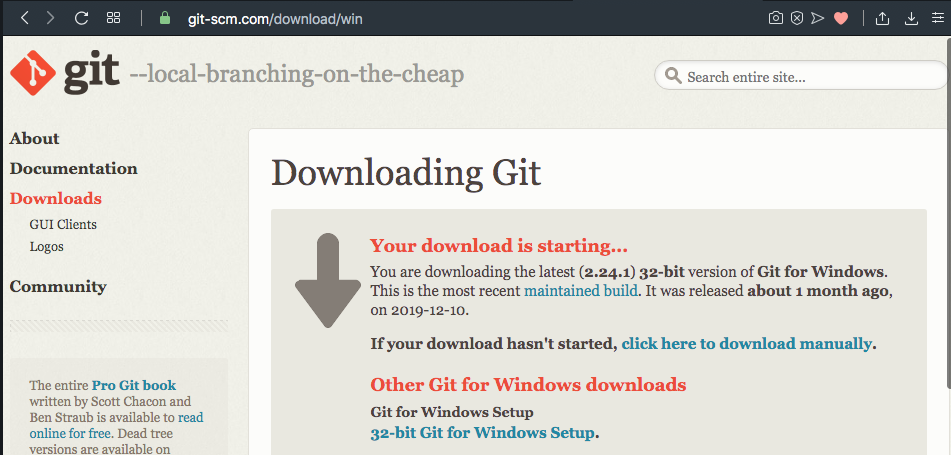 git-scm.com/download/win
git --local-branching-on-the-cheap
Search entire site...
About
Documentation
Downloads
GUI Clients
Logos
Community
The entire Pro Git book
written by Scott Chacon and
Ben Straub is available to read
online for free. Dead tree
versions are available on
Downloading Git
Your download is starting...
You are downloading the latest (2.24.1) 32-bit version of Git for Windows.
This is the most recent maintained build. It was released about 1 month ago,
on 2019-12-10.
If your download hasn't started, click here to download manually.
Other Git for Windows downloads
Git for Windows Setup
32-bit Git for Windows Setup.